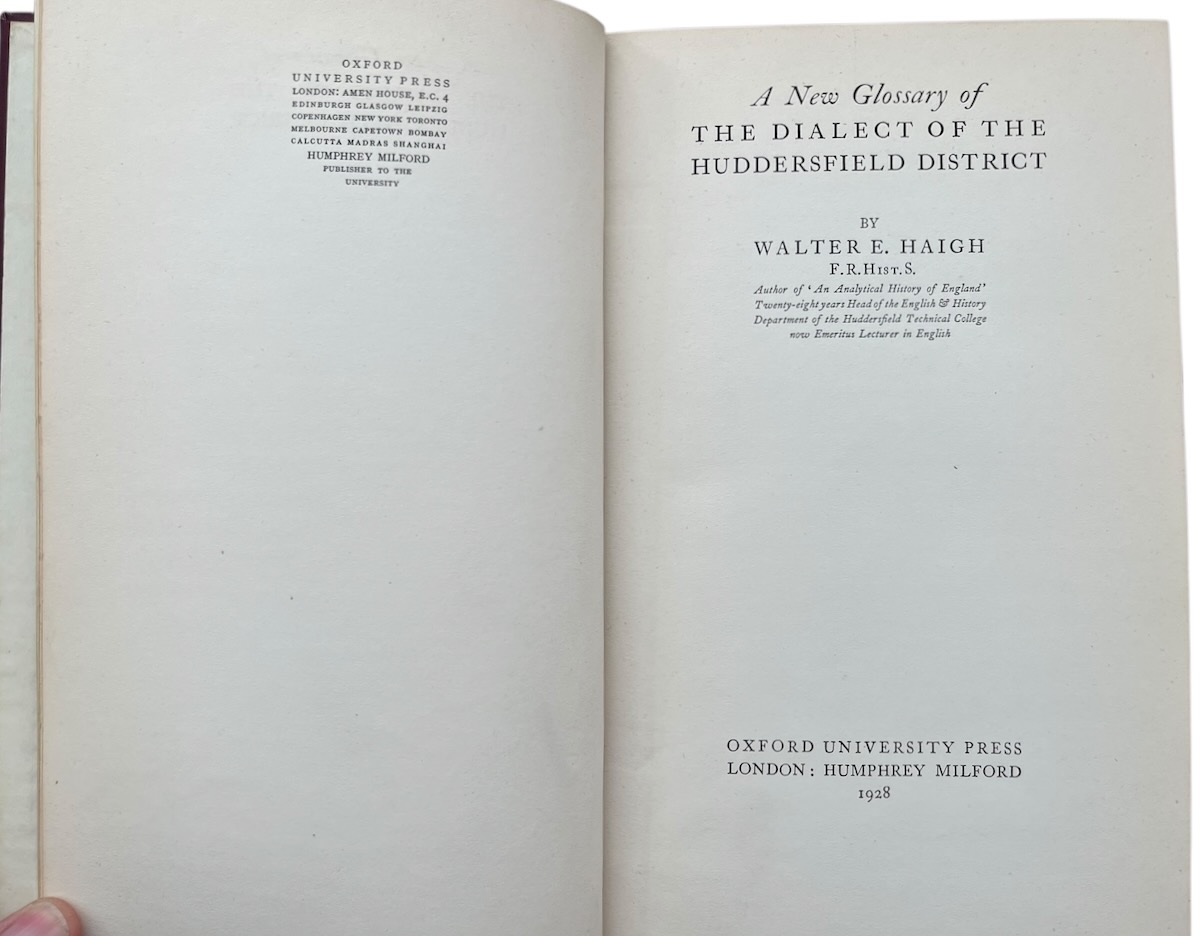 OXFORD
UNIVERSITY PRESS
LONDON: AMEN HOUSE, E.C. 4
EDINBURGH GLASGOW LEIPZIG
COPENHAGEN NEW YORK TORONTO
MELBOURNE CAPETOWN BOMBAY
CALCUTTA MADRAS SHANGHAI
HUMPHREY MILFORD
PUBLISHER TO THE
UNIVERSITY
A New Glossary of
THE DIALECT OF THE
HUDDERSFIELD DISTRICT
BY
WALTER E. HAIGH
F.R.HIST.S.
Author of ‘An Analytical History of England’
Twenty-eight years Head of the English & History
Department of the Huddersfield Technical College
now Emeritus Lecturer in English
OXFORD UNIVERSITY PRESS
LONDON: HUMPHREY MILFORD
1928